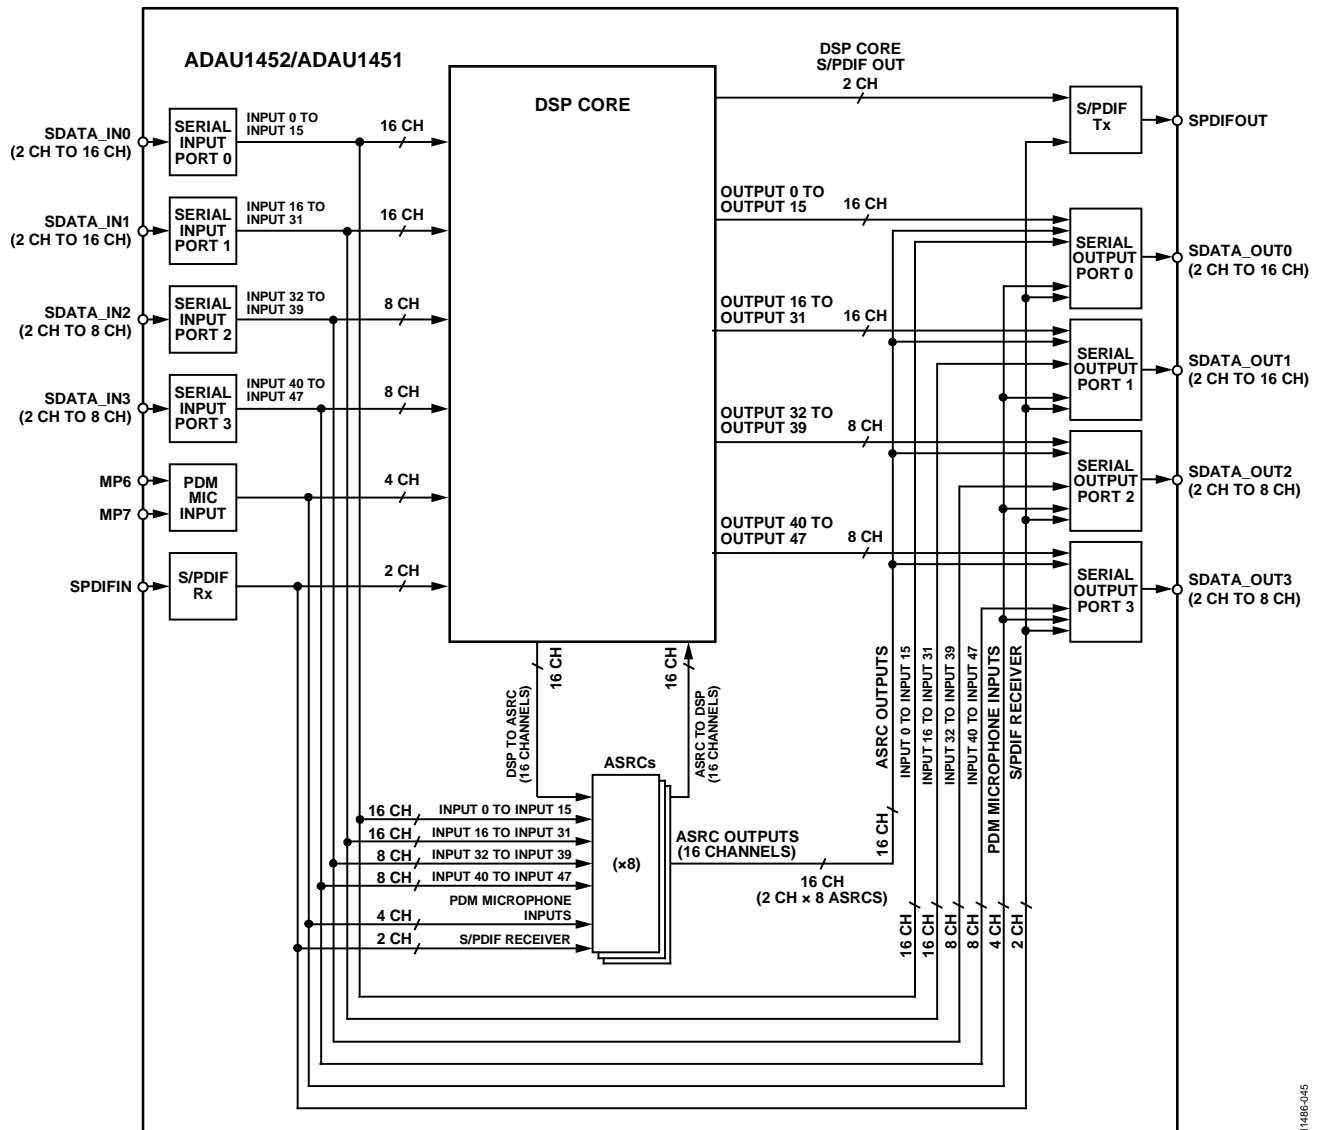 ADAU1452/ADAU1451
DSP CORE
DSP CORE
S/PDIF OUT
2 CH
S/PDIF
Tx
SPDIFOUT
SDATA_IN0
(2 CH TO 16 CH)
SERIAL
INPUT
PORT 0
INPUT 0 TO
INPUT 15
16 CH
SDATA_IN1
(2 CH TO 16 CH)
SERIAL
INPUT
PORT 1
INPUT 16 TO
INPUT 31
16 CH
SDATA_IN2
(2 CH TO 8 CH)
SERIAL
INPUT
PORT 2
INPUT 32 TO
INPUT 39
8 CH
SDATA_IN3
(2 CH TO 8 CH)
SERIAL
INPUT
PORT 3
INPUT 40 TO
INPUT 47
8 CH
MP6
MP7
PDM
MIC
INPUT
4 CH
SPDIFIN
S/PDIF
Rx
2 CH
OUTPUT 0 TO
OUTPUT 15
16 CH
SERIAL
OUTPUT
PORT 0
SDATA_OUT0
(2 CH TO 16 CH)
OUTPUT 16 TO
OUTPUT 31
16 CH
SERIAL
OUTPUT
PORT 1
SDATA_OUT1
(2 CH TO 16 CH)
OUTPUT 32 TO
OUTPUT 39
8 CH
SERIAL
OUTPUT
PORT 2
SDATA_OUT2
(2 CH TO 8 CH)
OUTPUT 40 TO
OUTPUT 47
8 CH
SERIAL
OUTPUT
PORT 3
SDATA_OUT3
(2 CH TO 8 CH)
16 CH
DSP TO ASRC
(16 CHANNELS)
16 CH
ASRC TO DSP
(16 CHANNELS)
ASRCs
(×8)
16 CH
INPUT 0 TO INPUT 15
16 CH
INPUT 16 TO INPUT 31
8 CH
INPUT 32 TO INPUT 39
8 CH
INPUT 40 TO INPUT 47
PDM MICROPHONE
INPUTS
4 CH
2 CH
S/PDIF RECEIVER
ASRC OUTPUTS
(16 CHANNELS)
16 CH
(2 CH × 8 ASRCS)
ASRC OUTPUTS
16 CH
INPUT 0 TO INPUT 15
16 CH
INPUT 16 TO INPUT 31
16 CH
INPUT 32 TO INPUT 39
8 CH
INPUT 40 TO INPUT 47
8 CH
PDM MICROPHONE INPUTS
4 CH
S/PDIF RECEIVER
2 CH
11486-045